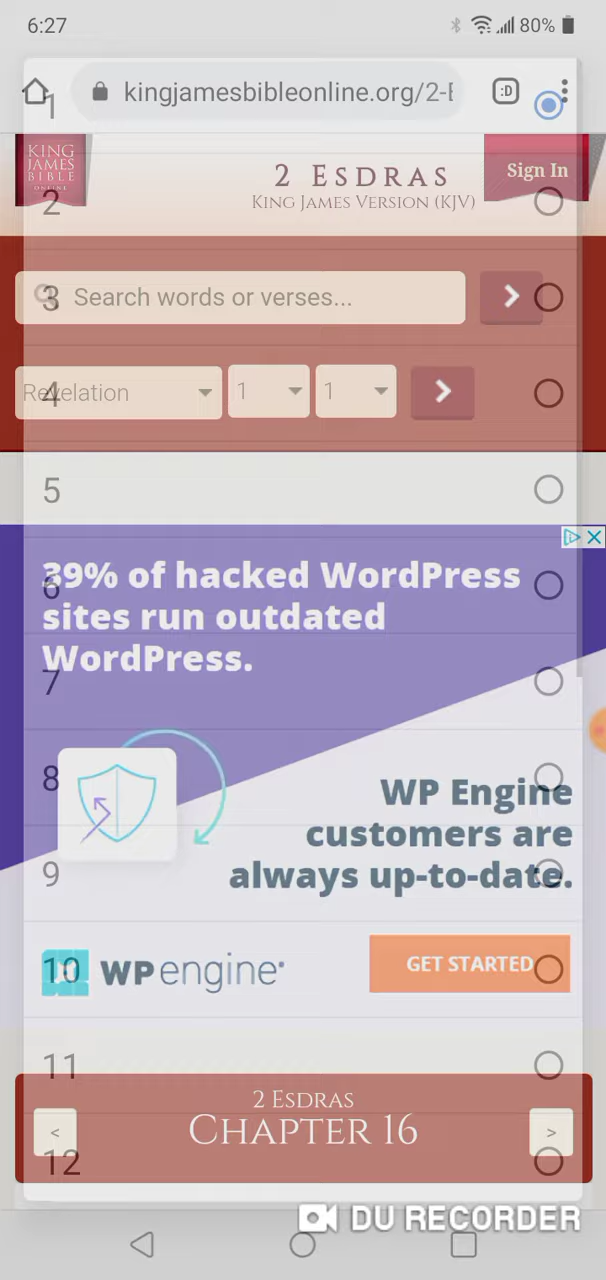 6:27
80%
1
kingjamesbibleonline.org/2-E
:D
KING
JAMES
BIBLE
ONLINE
2 ESDRAS
KING JAMES VERSION (KJV)
Sign In
2
3
Search words or verses...
Revelation
1
1
4
5
39% of hacked WordPress
sites run outdated
WordPress.
6
7
8
WP Engine
customers are
always up-to-date.
9
10
WP engine
GET STARTED
11
2 ESDRAS
<
CHAPTER 16
>
12
DU RECORDER